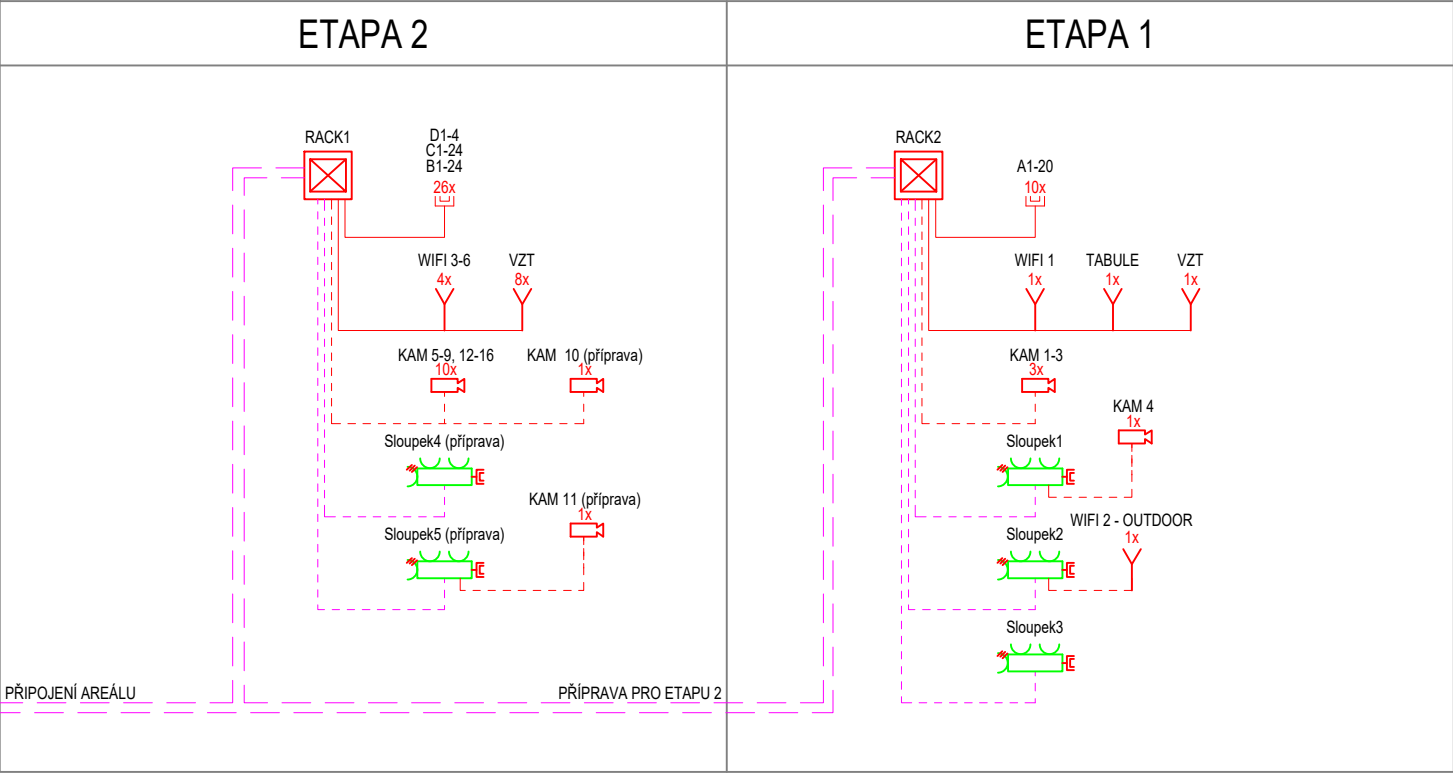 ETAPA 2
RACK1
D1-4
C1-24
B1-24
26x
WIFI 3-6
4x
VZT
8x
KAM 5-9, 12-16
10x
KAM 10 (příprava)
1x
Sloupek4 (příprava)
KAM 11 (příprava)
1x
Sloupek5 (příprava)
PŘIPOJENÍ AREÁLU
PŘÍPRAVA PRO ETAPU 2
ETAPA 1
RACK2
A1-20
10x
WIFI 1
1x
TABULE
1x
VZT
1x
KAM 1-3
3x
KAM 4
1x
Sloupek1
WIFI 2 - OUTDOOR
1x
Sloupek2
Sloupek3